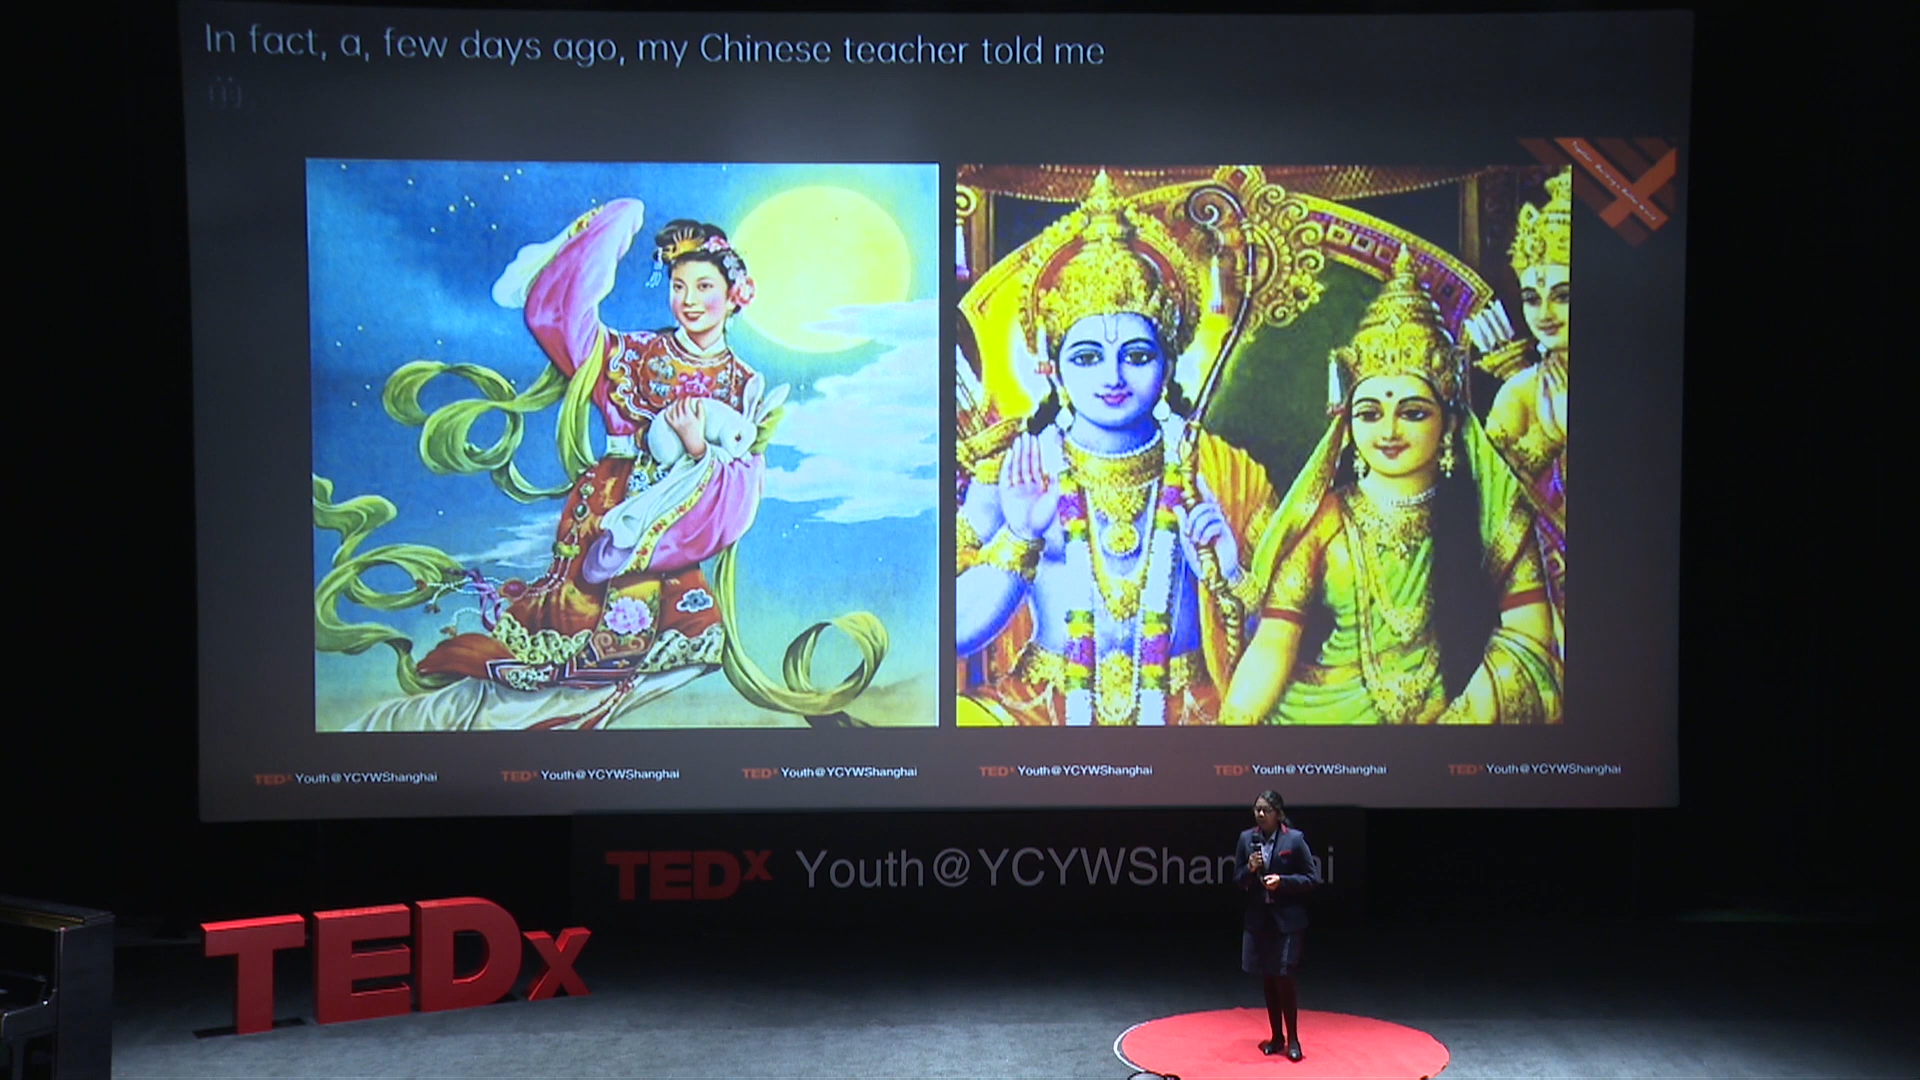 In fact, a, few days ago, my Chinese teacher told me
TEDx Youth@YCYWShanghai TEDx Youth@YCYWShanghai TEDx Youth@YCYWShanghai TEDx Youth@YCYWShanghai TEDx Youth@YCYWShanghai TEDx Youth@YCYWShanghai
TEDx Youth@YCYWShan ai
TEDx